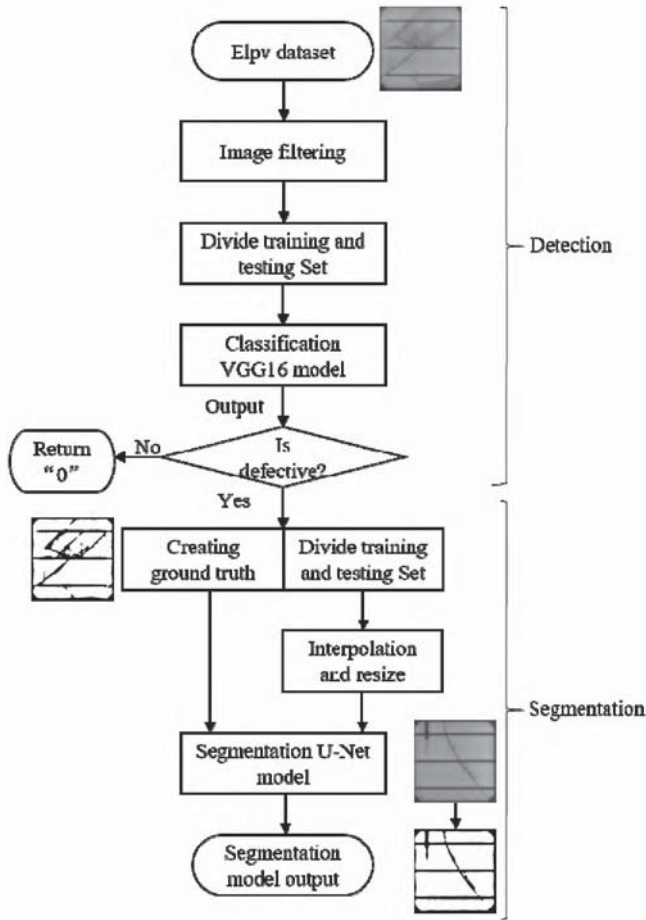 Elpv dataset
Image filtering
Divide training and
testing Set
Detection
Classification
VGG16 model
Output
Return
"0"
No
Is
defective?
Yes
Creating
ground truth
Divide training
and testing Set
Interpolation
and resize
Segmentation
Segmentation U-Net
model
Segmentation
model output